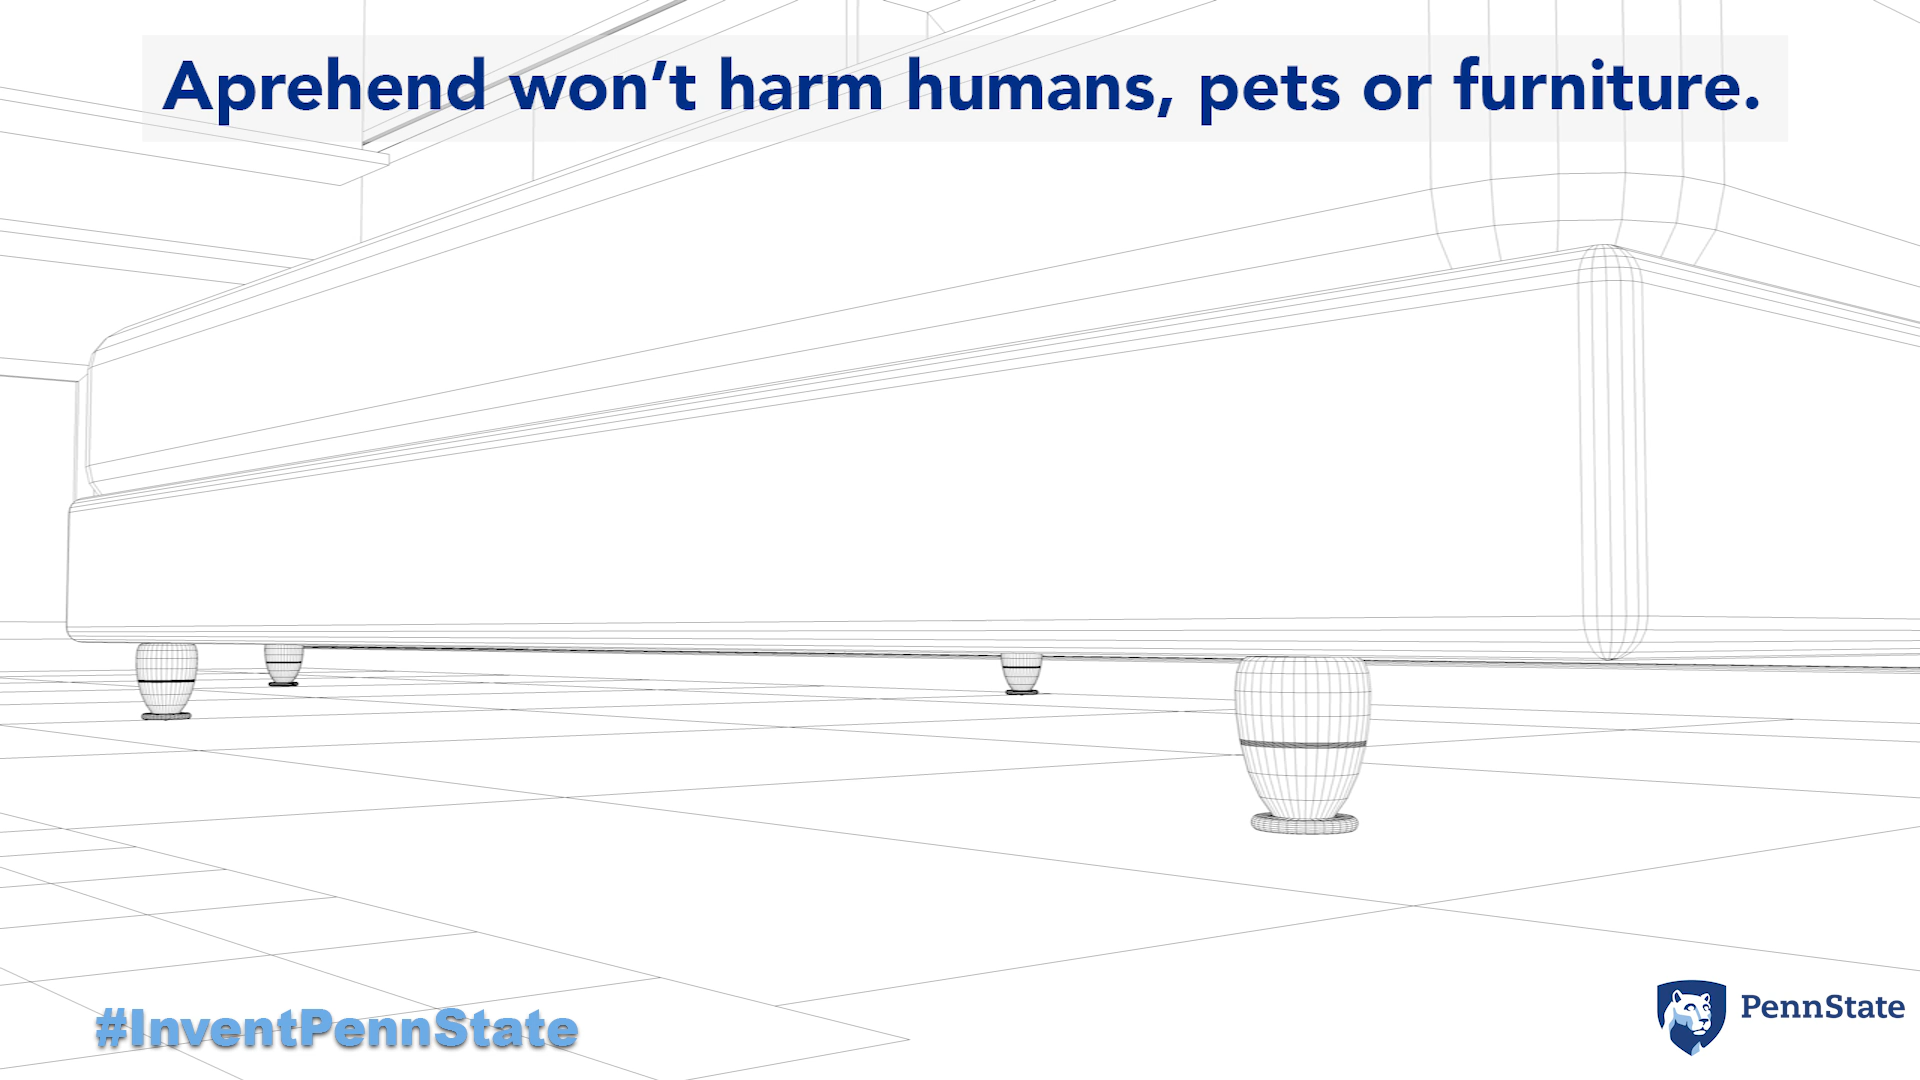 Aprehend won’t harm humans, pets or furniture.
#InventPennState
PennState